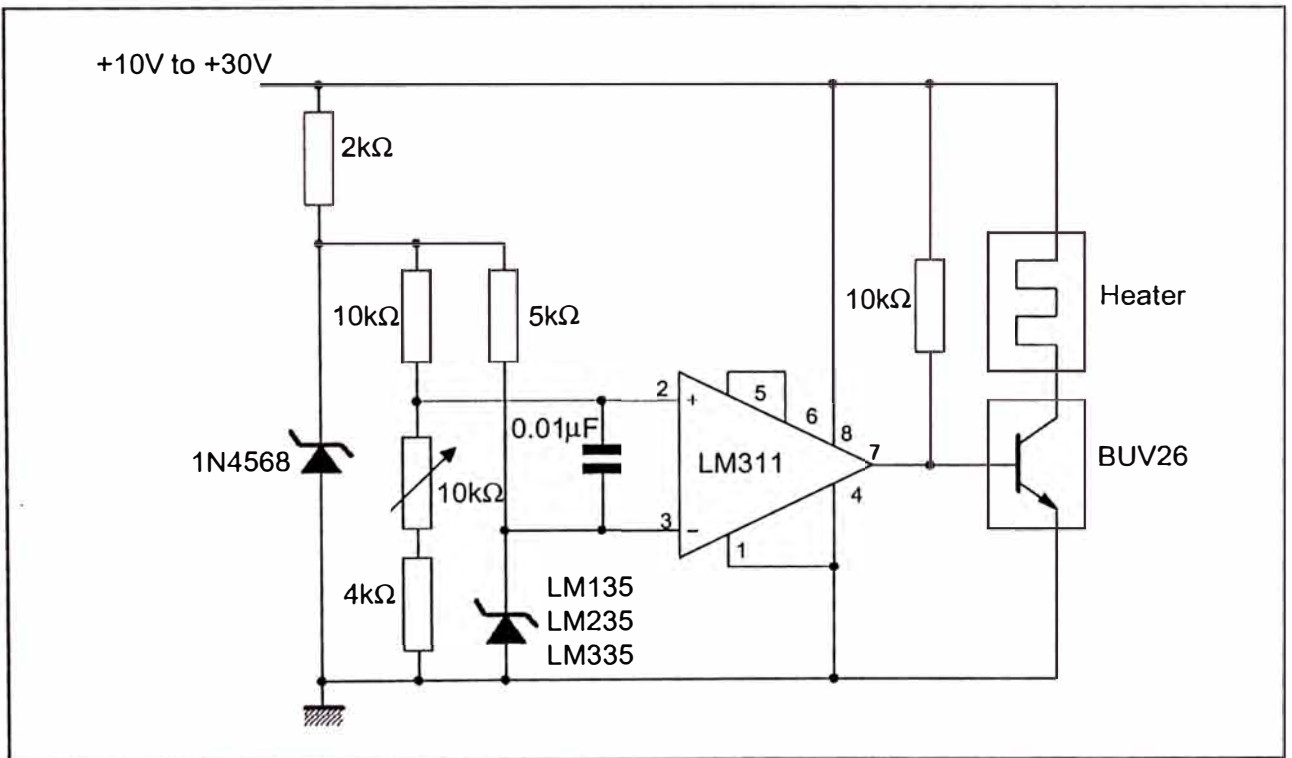 +10V to +30V
2kΩ
10kΩ
5kΩ
10kΩ
Heater
2
+
5
6
8
0.01µF
1N4568
LM311
7
BUV26
10kΩ
4
3
−
1
4kΩ
LM135
LM235
LM335